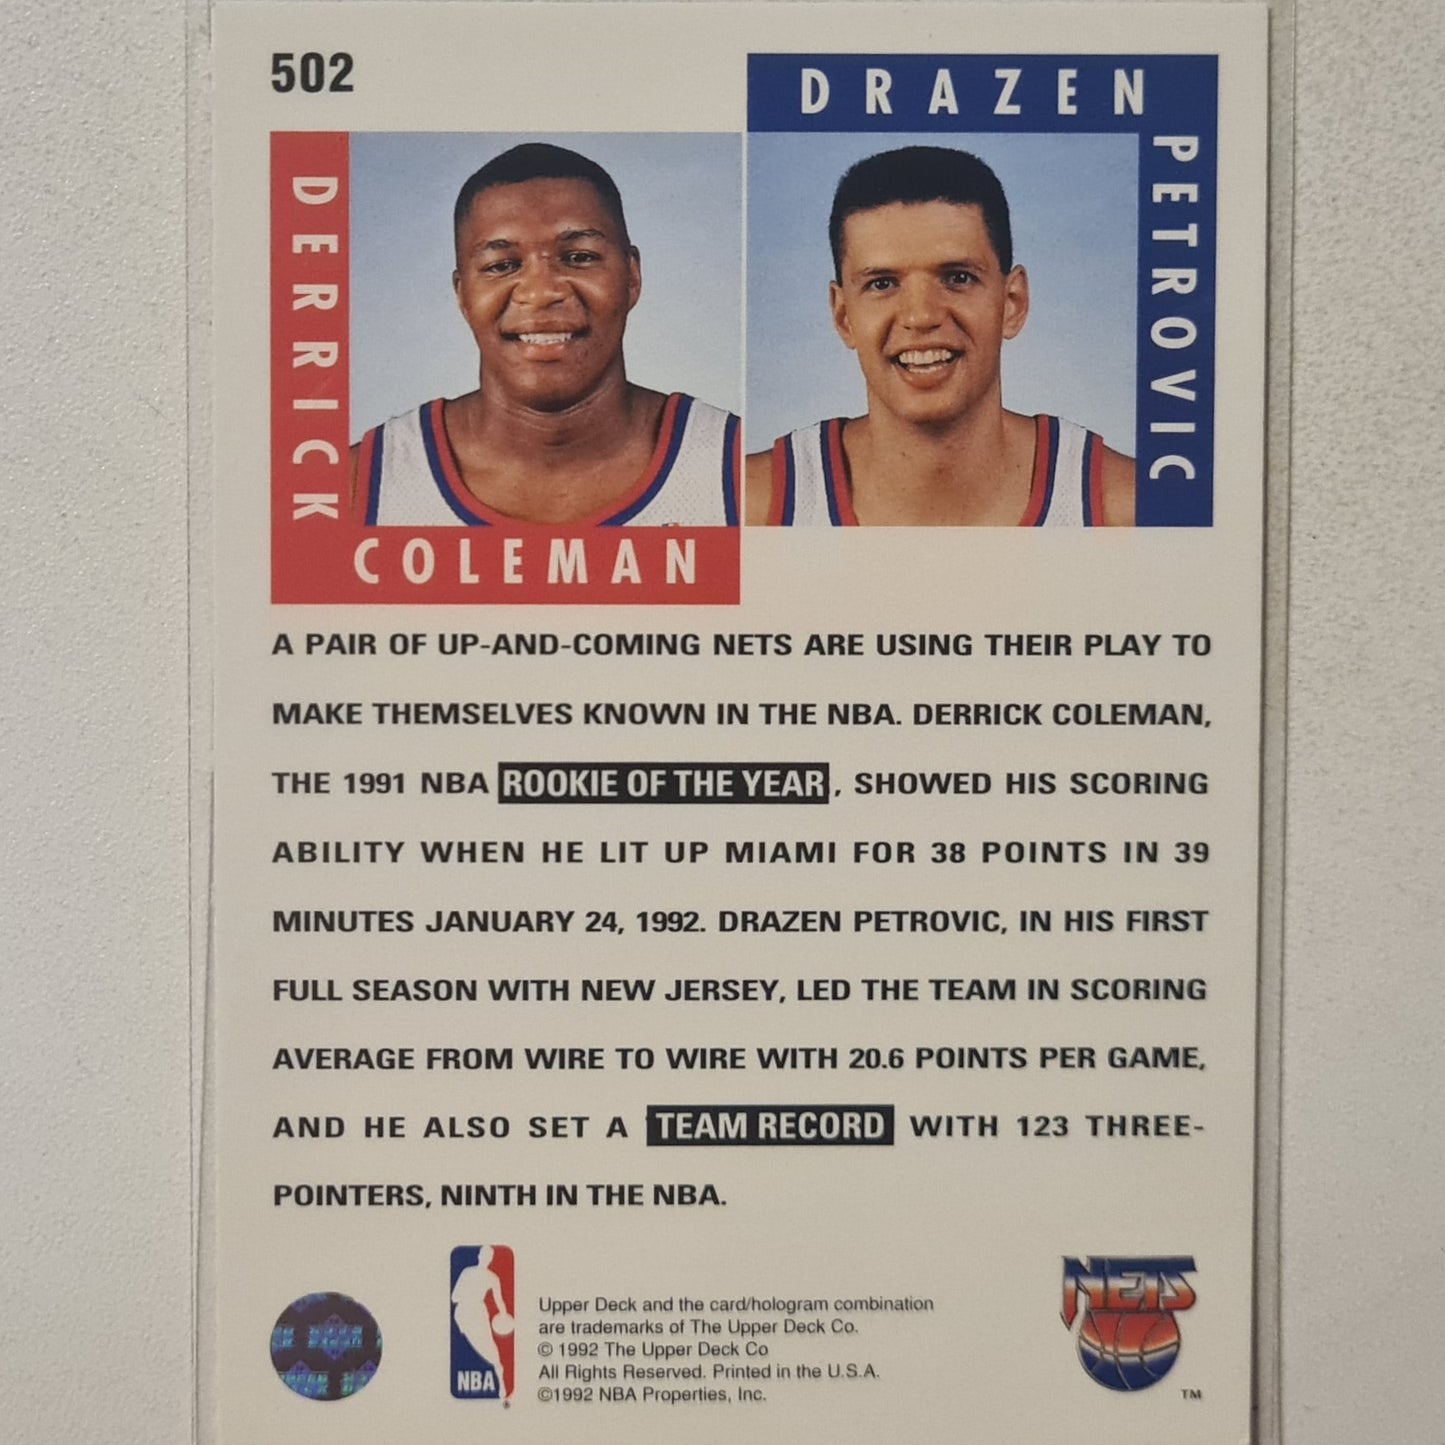 502
DRAZEN
PETROVIC
DERRICK
COLEMAN
A PAIR OF UP-AND-COMING NETS ARE USING THEIR PLAY TO
MAKE THEMSELVES KNOWN IN THE NBA. DERRICK COLEMAN,
THE 1991 NBA ROOKIE OF THE YEAR, SHOWED HIS SCORING
ABILITY WHEN HE LIT UP MIAMI FOR 38 POINTS IN 39
MINUTES JANUARY 24, 1992. DRAZEN PETROVIC, IN HIS FIRST
FULL SEASON WITH NEW JERSEY, LED THE TEAM IN SCORING
AVERAGE FROM WIRE TO WIRE WITH 20.6 POINTS PER GAME,
AND HE ALSO SET A TEAM RECORD WITH 123 THREE-
POINTERS, NINTH IN THE NBA.
NBA
®
Upper Deck and the card/hologram combination
are trademarks of The Upper Deck Co.
© 1992 The Upper Deck Co
All Rights Reserved. Printed in the U.S.A.
©1992 NBA Properties, Inc.
NETS
TM